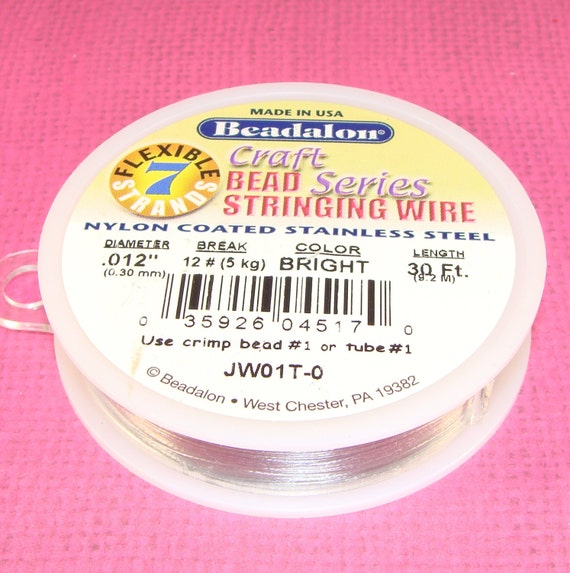 MADE IN USA
Beadalon®
FLEXIBLE
7
STRANDS
Craft
BEAD Series
STRINGING WIRE
NYLON COATED STAINLESS STEEL
DIAMETER BREAK COLOR LENGTH
.012" 12 # (5 kg) BRIGHT 30 Ft.
(0.30 mm) (9.2 M)
0 35926 04517 0
Use crimp bead #1 or tube #1
JW01T-0
© Beadalon • West Chester, PA 19382